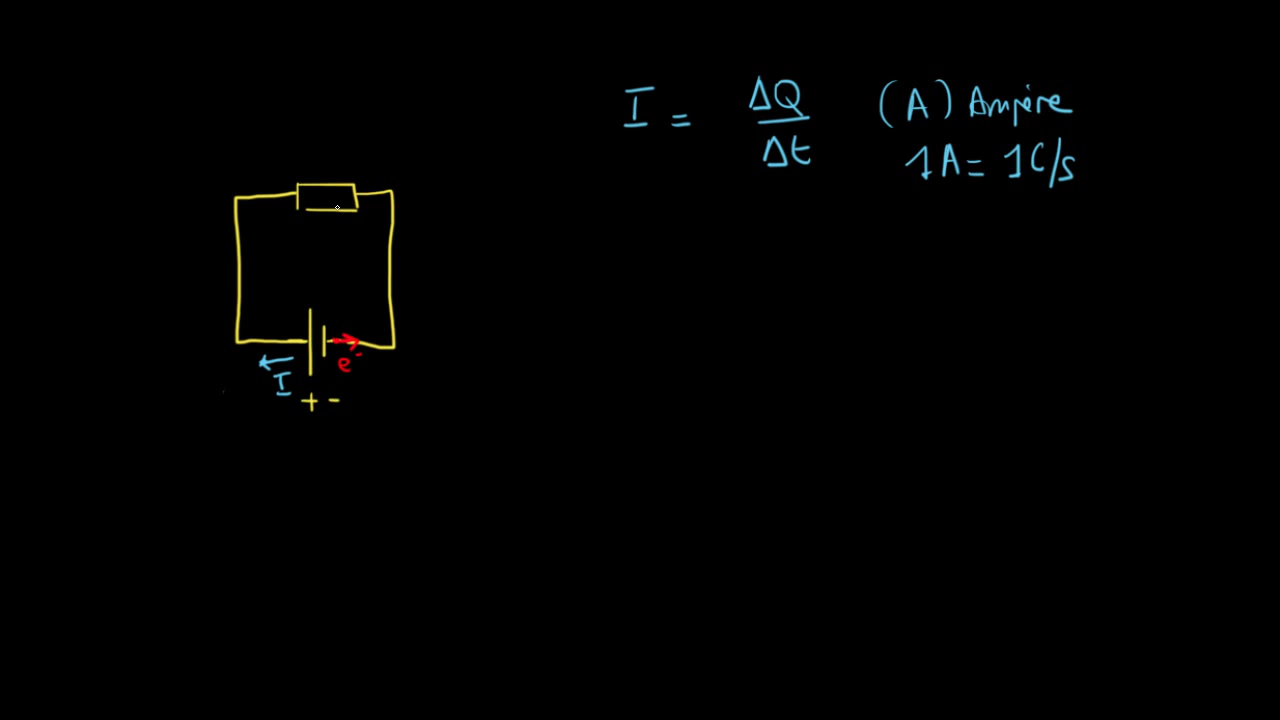 I = ΔQ/Δt (A) Ampère
1A = 1C/s
e⁻
I
+ -